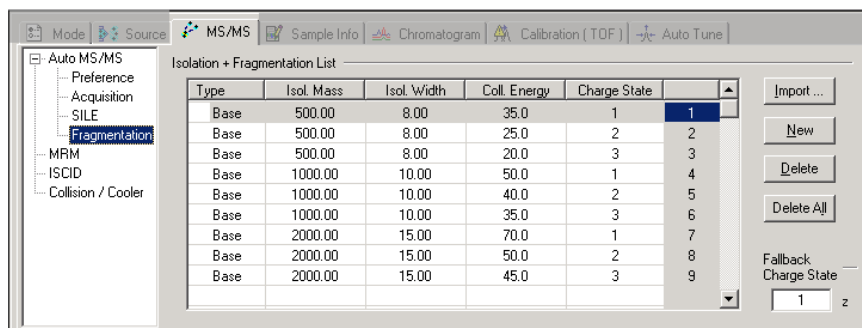 Mode Source MS/MS Sample Info Chromatogram Calibration ( TOF ) Auto Tune
Auto MS/MS
Preference
Acquisition
SILE
Fragmentation
MRM
ISCID
Collision / Cooler
Isolation + Fragmentation List
Type Isol. Mass Isol. Width Coll. Energy Charge State
Base 500.00 8.00 35.0 1 1
Base 500.00 8.00 25.0 2 2
Base 500.00 8.00 20.0 3 3
Base 1000.00 10.00 50.0 1 4
Base 1000.00 10.00 40.0 2 5
Base 1000.00 10.00 35.0 3 6
Base 2000.00 15.00 70.0 1 7
Base 2000.00 15.00 50.0 2 8
Base 2000.00 15.00 45.0 3 9
Import ...
New
Delete
Delete All
Fallback
Charge State
1 z